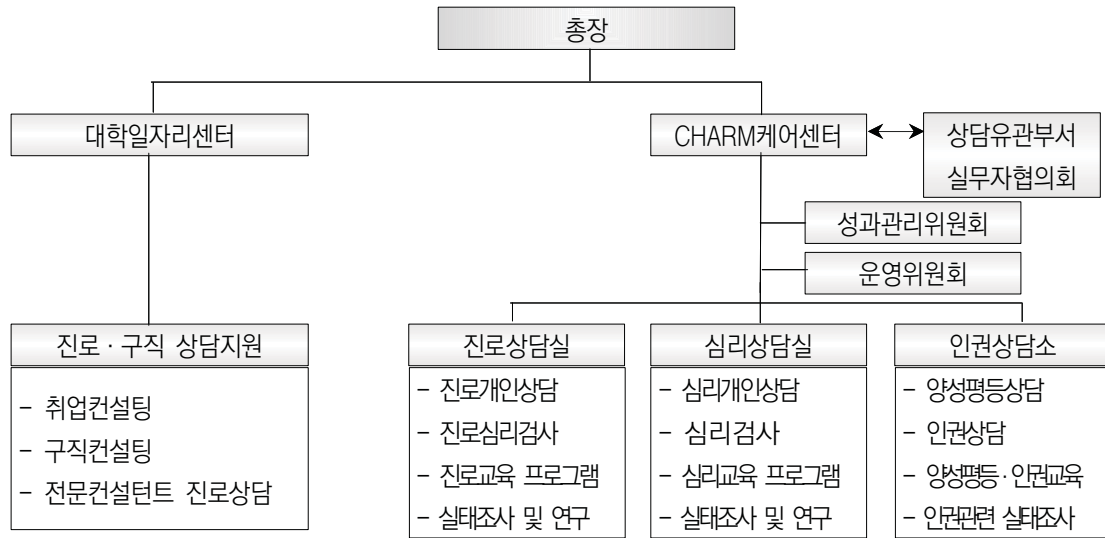 총장
대학일자리센터
CHARM케어센터
상담유관부서
실무자협의회
성과관리위원회
운영위원회
진로·구직 상담지원
- 취업컨설팅
- 구직컨설팅
- 전문컨설턴트 진로상담
진로상담실
- 진로개인상담
- 진로심리검사
- 진로교육 프로그램
- 실태조사 및 연구
심리상담실
- 심리개인상담
- 심리검사
- 심리교육 프로그램
- 실태조사 및 연구
인권상담소
- 양성평등상담
- 인권상담
- 양성평등·인권교육
- 인권관련 실태조사